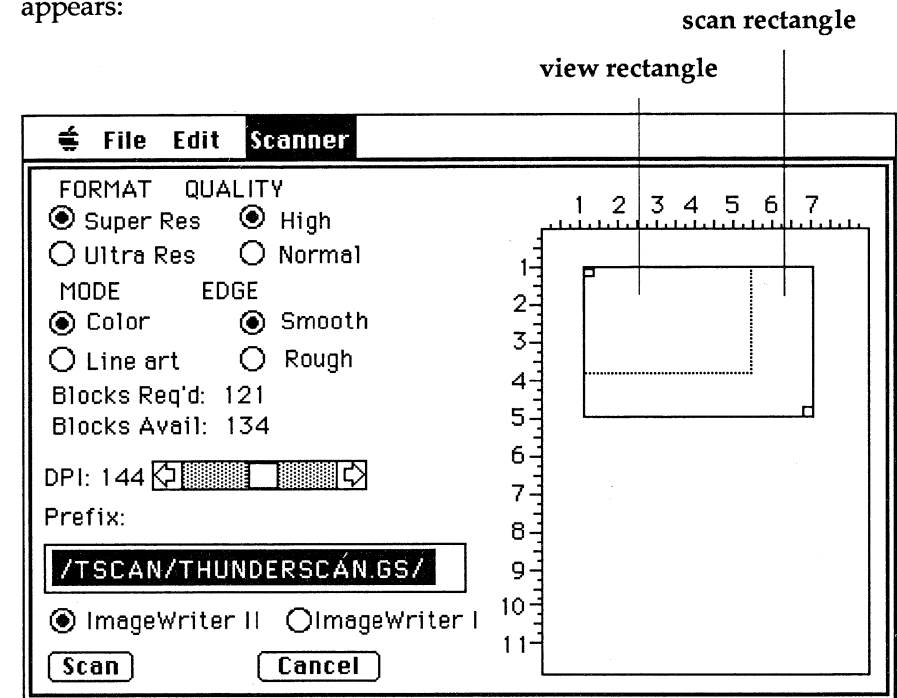 appears:
scan rectangle
view rectangle
File Edit Scanner
FORMAT QUALITY
Super Res High
Ultra Res Normal
MODE EDGE
Color Smooth
Line art Rough
Blocks Req'd: 121
Blocks Avail: 134
DPI: 144
Prefix:
/TSCAN/THUNDERSCAN.GS/
ImageWriter II ImageWriter I
Scan Cancel
1 2 3 4 5 6 7
1
2
3
4
5
6
7
8
9
10
11